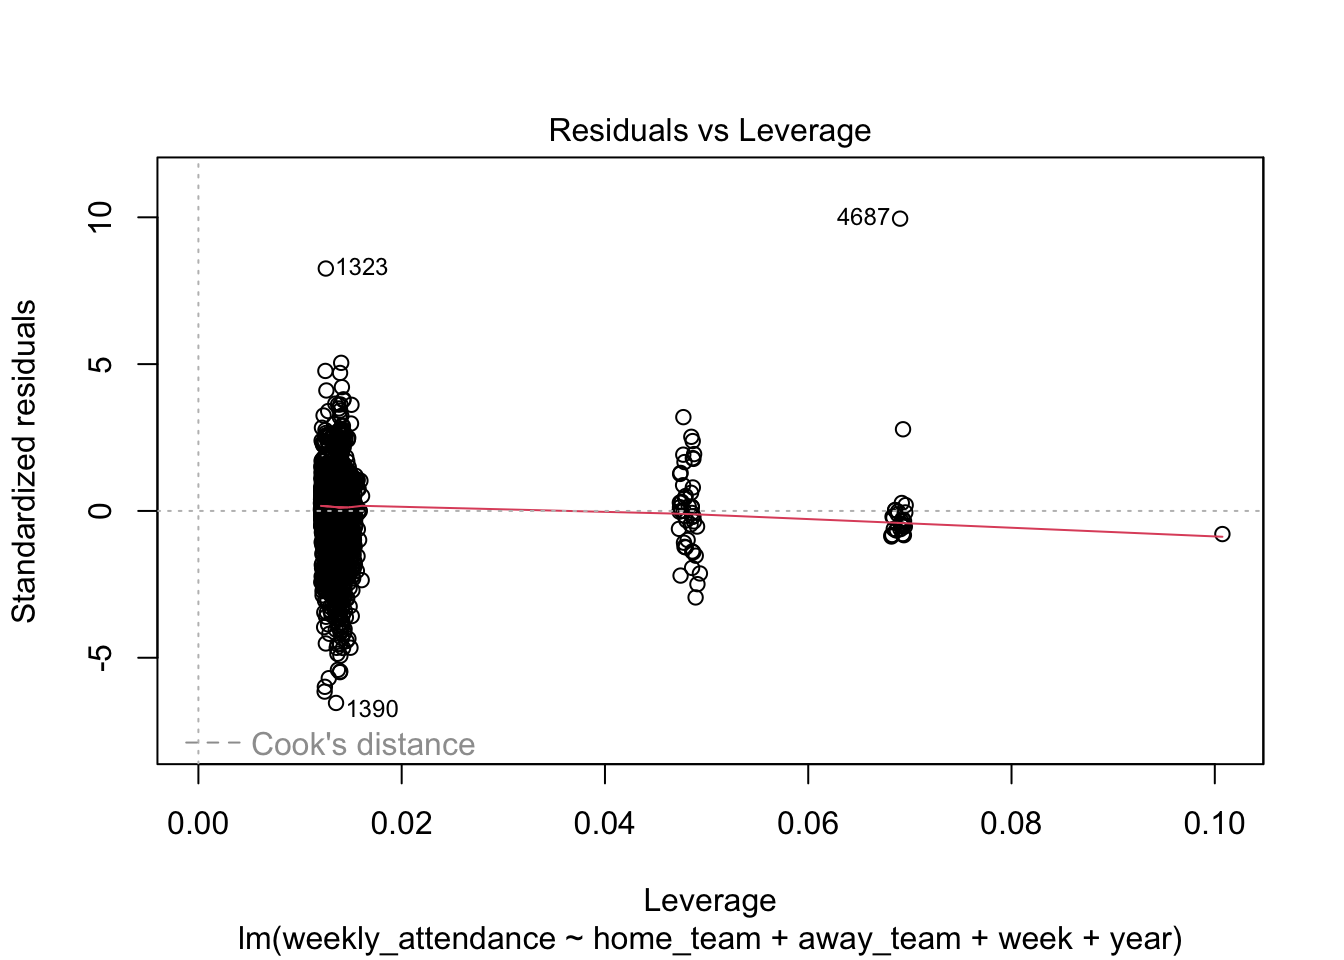 Residuals vs Leverage
10
4687
1323
5
Standardized residuals
0
-5
1390
Cook's distance
0.00 0.02 0.04 0.06 0.08 0.10
Leverage
lm(weekly_attendance ~ home_team + away_team + week + year)